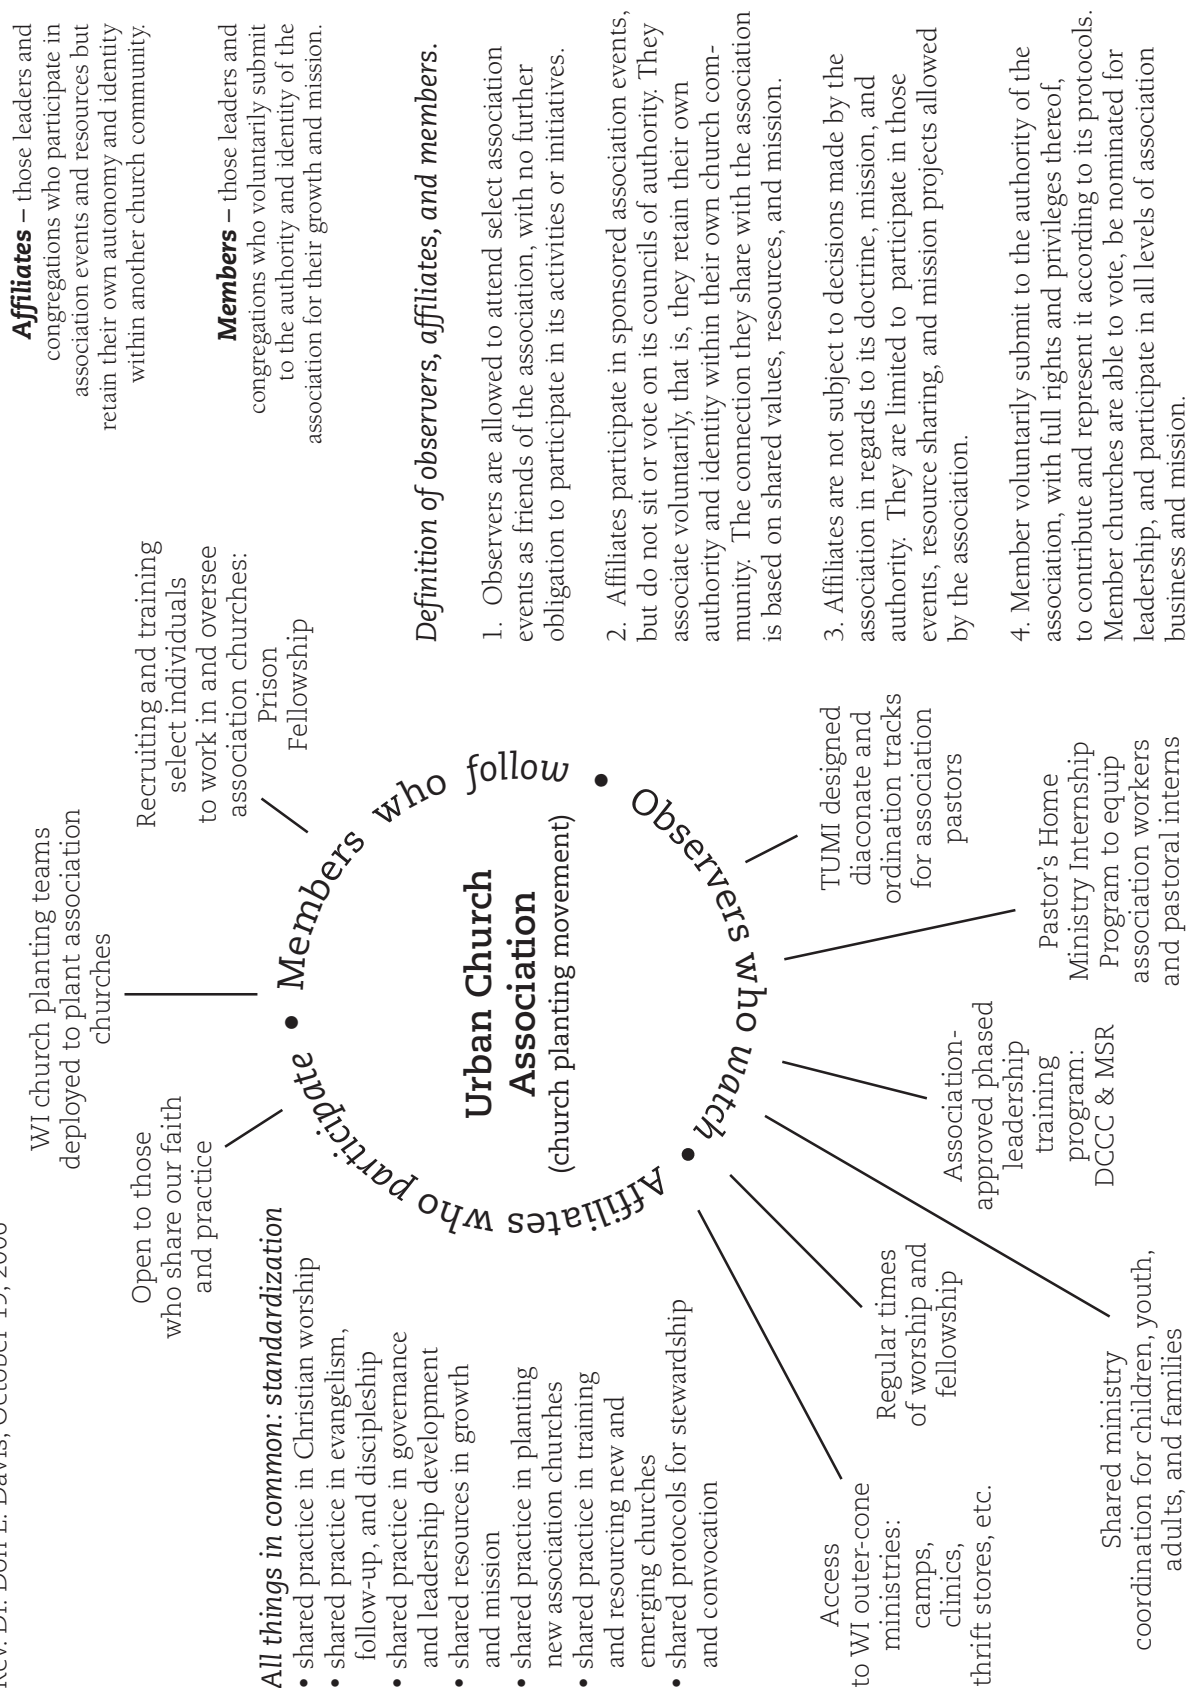 Rev. Dr. Don L. Davis, October 15, 2006
WI church planting teams
deployed to plant association
churches
Open to those
who share our faith
and practice
Recruiting and training
select individuals
to work in and oversee
association churches:
Prison
Fellowship
Affiliates – those leaders and
congregations who participate in
association events and resources but
retain their own autonomy and identity
within another church community.
Members – those leaders and
congregations who voluntarily submit
to the authority and identity of the
association for their growth and mission.
All things in common: standardization
• shared practice in Christian worship
• shared practice in evangelism,
follow-up, and discipleship
• shared practice in governance
and leadership development
• shared resources in growth
and mission
• shared practice in planting
new association churches
• shared practice in training
and resourcing new and
emerging churches
• shared protocols for stewardship
and convocation
• Members who follow
• Observers who watch
• Affiliates who participate
Urban Church
Association
(church planting movement)
Definition of observers, affiliates, and members.
1. Observers are allowed to attend select association
events as friends of the association, with no further
obligation to participate in its activities or initiatives.
2. Affiliates participate in sponsored association events,
but do not sit or vote on its councils of authority. They
associate voluntarily, that is, they retain their own
authority and identity within their own church com-
munity. The connection they share with the association
is based on shared values, resources, and mission.
3. Affiliates are not subject to decisions made by the
association in regards to its doctrine, mission, and
authority. They are limited to participate in those
events, resource sharing, and mission projects allowed
by the association.
4. Member voluntarily submit to the authority of the
association, with full rights and privileges thereof,
to contribute and represent it according to its protocols.
Member churches are able to vote, be nominated for
leadership, and participate in all levels of association
business and mission.
Access
to WI outer-cone
ministries:
camps,
clinics,
thrift stores, etc.
Regular times
of worship and
fellowship
Shared ministry
coordination for children, youth,
adults, and families
Association-
approved phased
leadership
training
program:
DCCC & MSR
Pastor's Home
Ministry Internship
Program to equip
association workers
and pastoral interns
TUMI designed
diaconate and
ordination tracks
for association
pastors